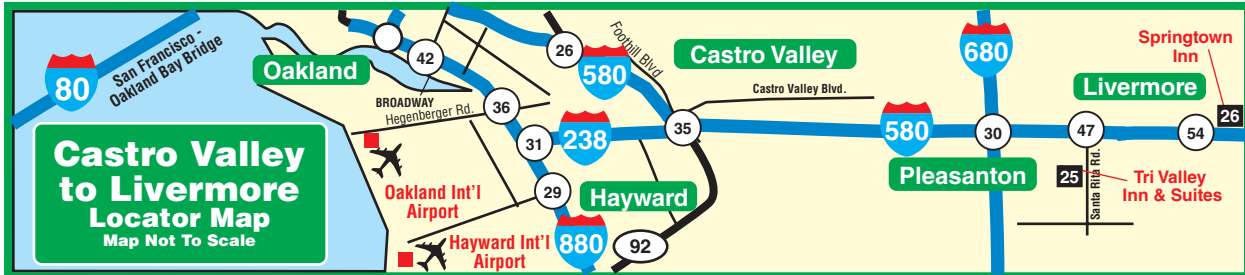 80
San Francisco -
Oakland Bay Bridge
Oakland
42
BROADWAY
Hegenberger Rd.
36
31
238
29
26
580
Foothill Blvd
Castro Valley
Castro Valley Blvd.
35
580
680
30
Pleasanton
Livermore
47
54
Springtown
Inn
26
25
Santa Rita Rd.
Tri Valley
Inn & Suites
Castro Valley
to Livermore
Locator Map
Map Not To Scale
Oakland Int'l
Airport
Hayward Int'l
Airport
Hayward
880
92